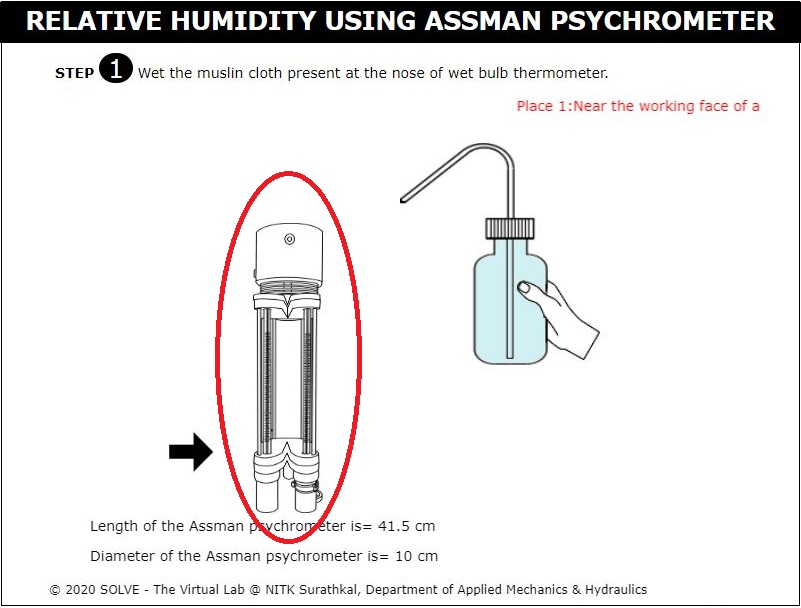 RELATIVE HUMIDITY USING ASSMAN PSYCHROMETER
STEP 1 Wet the muslin cloth present at the nose of wet bulb thermometer.
Place 1:Near the working face of a
Length of the Assman psychrometer is= 41.5 cm
Diameter of the Assman psychrometer is= 10 cm
© 2020 SOLVE - The Virtual Lab @ NITK Surathkal, Department of Applied Mechanics & Hydraulics